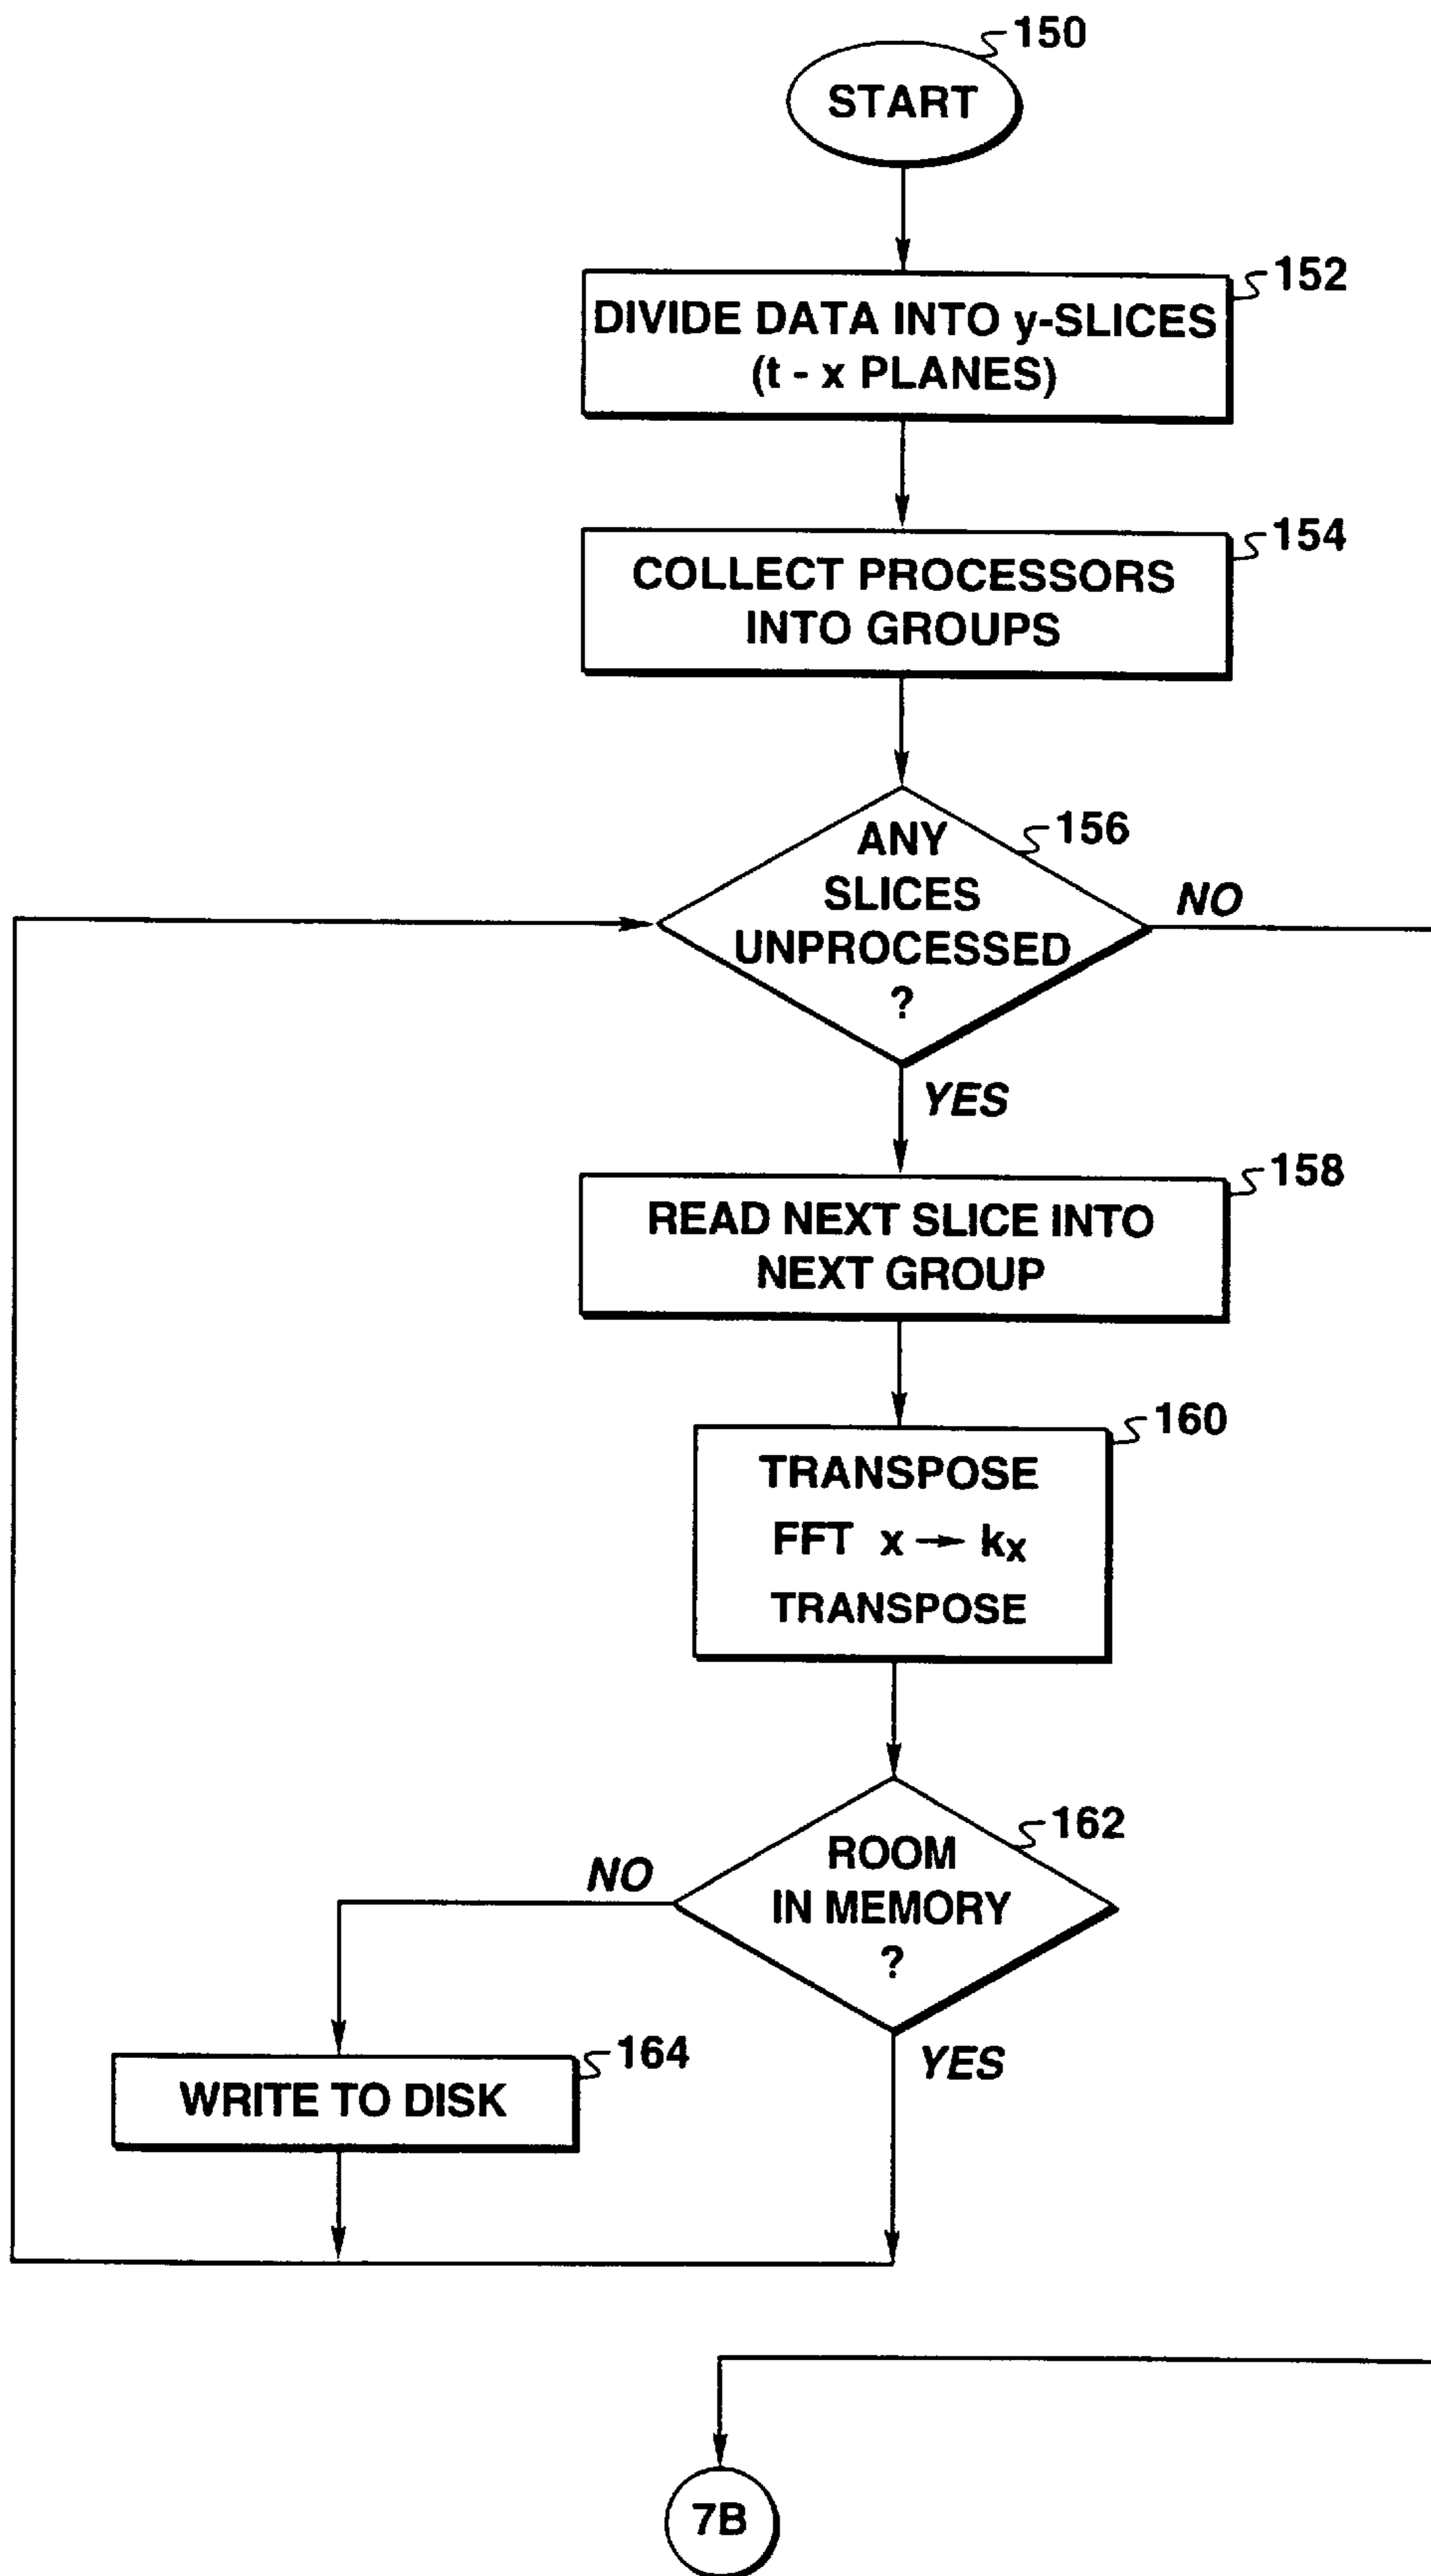 150
START
152
DIVIDE DATA INTO y-SLICES
(t - x PLANES)
154
COLLECT PROCESSORS
INTO GROUPS
156
ANY
SLICES
UNPROCESSED
?
NO
YES
158
READ NEXT SLICE INTO
NEXT GROUP
160
TRANSPOSE
FFT x → kx
TRANSPOSE
162
ROOM
IN MEMORY
?
NO
YES
164
WRITE TO DISK
7B